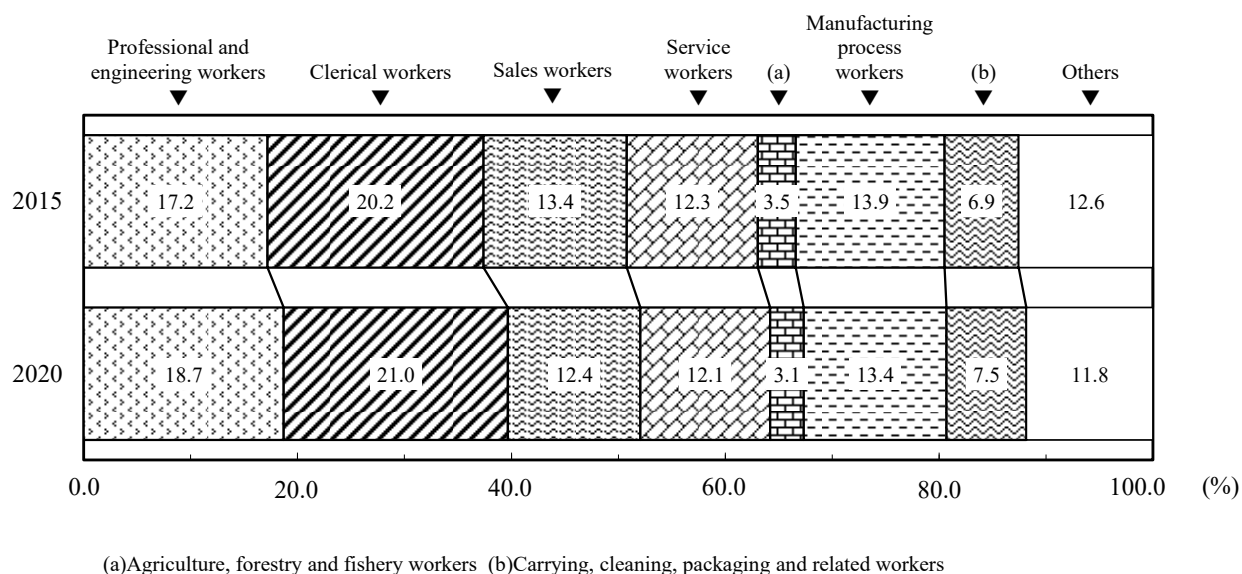 Professional and
engineering workers
Clerical workers
Sales workers
Service
workers
(a)
Manufacturing
process
workers
(b)
Others
2015
17.2
20.2
13.4
12.3
3.5
13.9
6.9
12.6
2020
18.7
21.0
12.4
12.1
3.1
13.4
7.5
11.8
0.0
20.0
40.0
60.0
80.0
100.0
(%)
(a)Agriculture, forestry and fishery workers (b)Carrying, cleaning, packaging and related workers